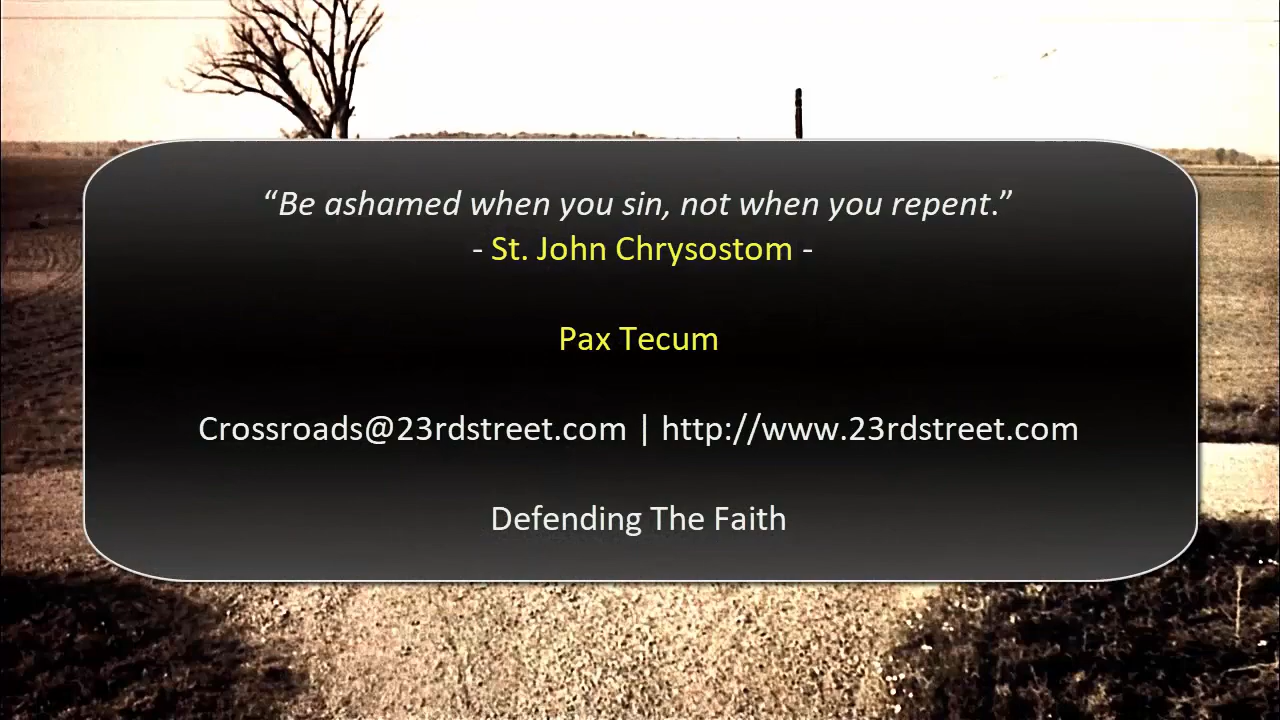 “Be ashamed when you sin, not when you repent.”
- St. John Chrysostom -
Pax Tecum
Crossroads@23rdstreet.com | http://www.23rdstreet.com
Defending The Faith